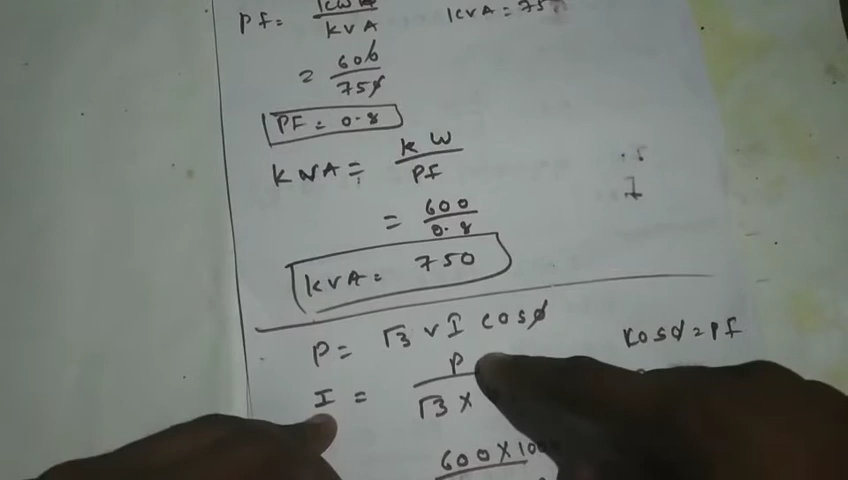 PF = kW / kVA    kVA = 75
= 600 / 750
PF = 0.8
kVA = kW / PF
= 600 / 0.8
kVA = 750
P = √3 V I cosϕ    cosϕ = PF
I = P / √3 ×
600 × 100